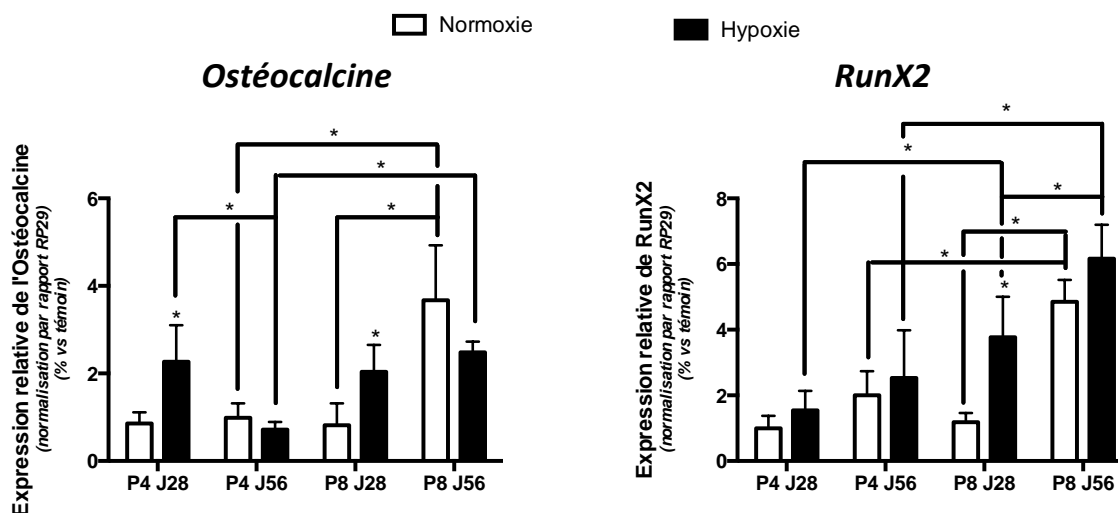 Normoxie
Hypoxie
Ostéocalcine
Expression relative de l'Ostéocalcine
(normalisation par rapport RP29)
(% vs témoin)
6
4
2
0
*
*
*
*
*
*
P4 J28
P4 J56
P8 J28
P8 J56
RunX2
Expression relative de RunX2
(normalisation par rapport RP29)
(% vs témoin)
8
6
4
2
0
*
*
*
*
*
*
P4 J28
P4 J56
P8 J28
P8 J56